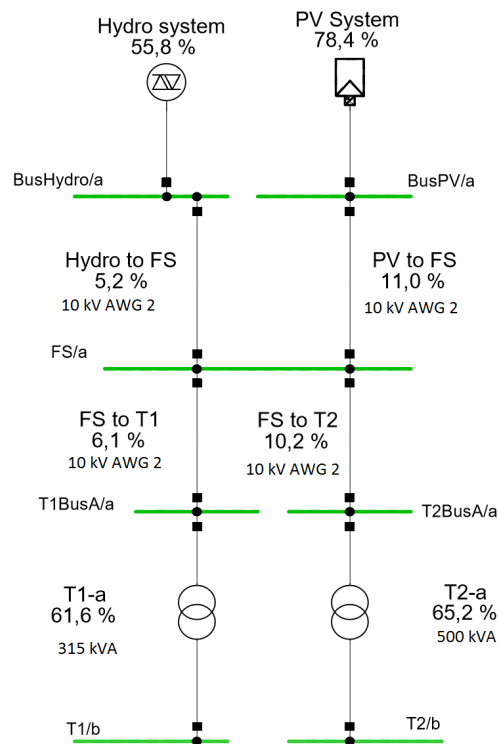 Hydro system
55,8 %
PV System
78,4 %
BusHydro/a
BusPV/a
Hydro to FS
5,2 %
10 kV AWG 2
PV to FS
11,0 %
10 kV AWG 2
FS/a
FS to T1
6,1 %
10 kV AWG 2
FS to T2
10,2 %
10 kV AWG 2
T1BusA/a
T2BusA/a
T1-a
61,6 %
315 kVA
T2-a
65,2 %
500 kVA
T1/b
T2/b